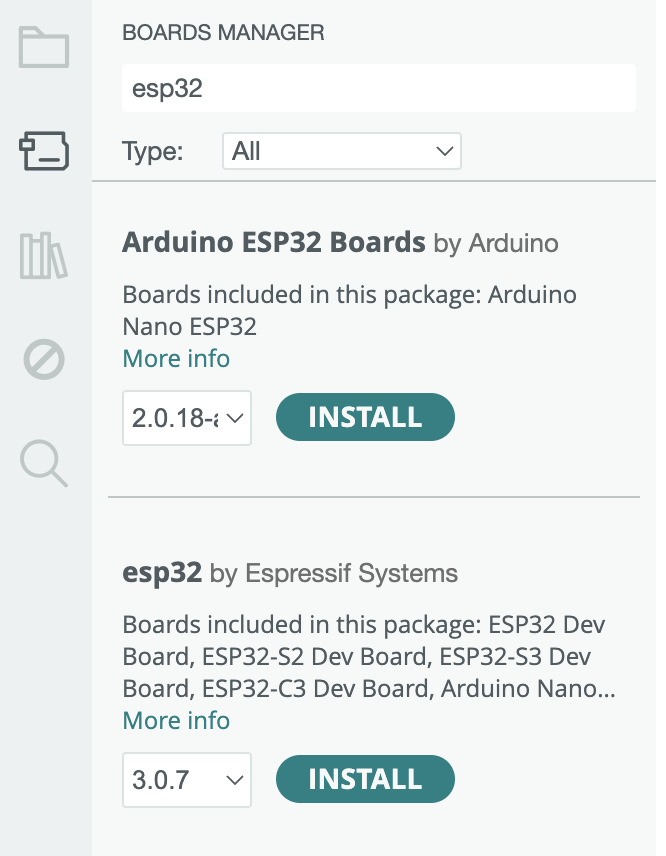 BOARDS MANAGER
esp32
Type: All
Arduino ESP32 Boards by Arduino
Boards included in this package: Arduino
Nano ESP32
More info
2.0.18-a INSTALL
esp32 by Espressif Systems
Boards included in this package: ESP32 Dev
Board, ESP32-S2 Dev Board, ESP32-S3 Dev
Board, ESP32-C3 Dev Board, Arduino Nano...
More info
3.0.7 INSTALL